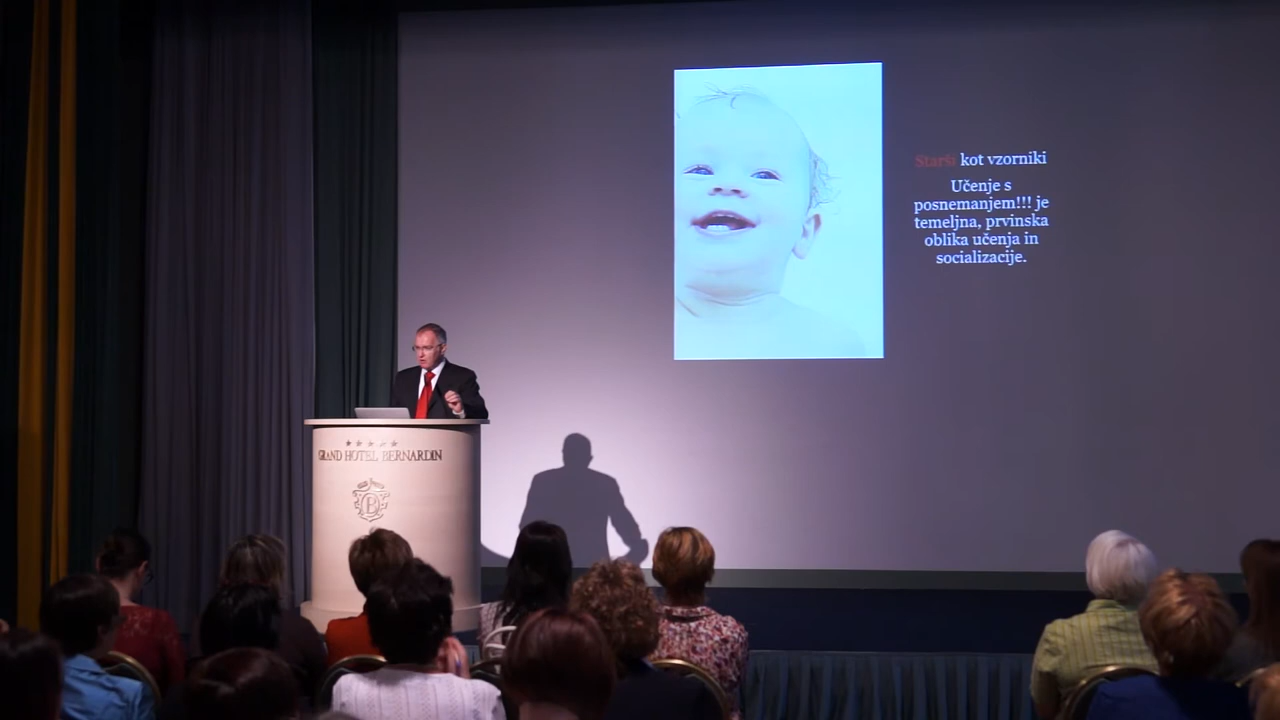 GRAND HOTEL BERNARDIN
B
Starši kot vzorniki
Učenje s
posnemanjem!!! je
temeljna, prvinska
oblika učenja in
socializacije.